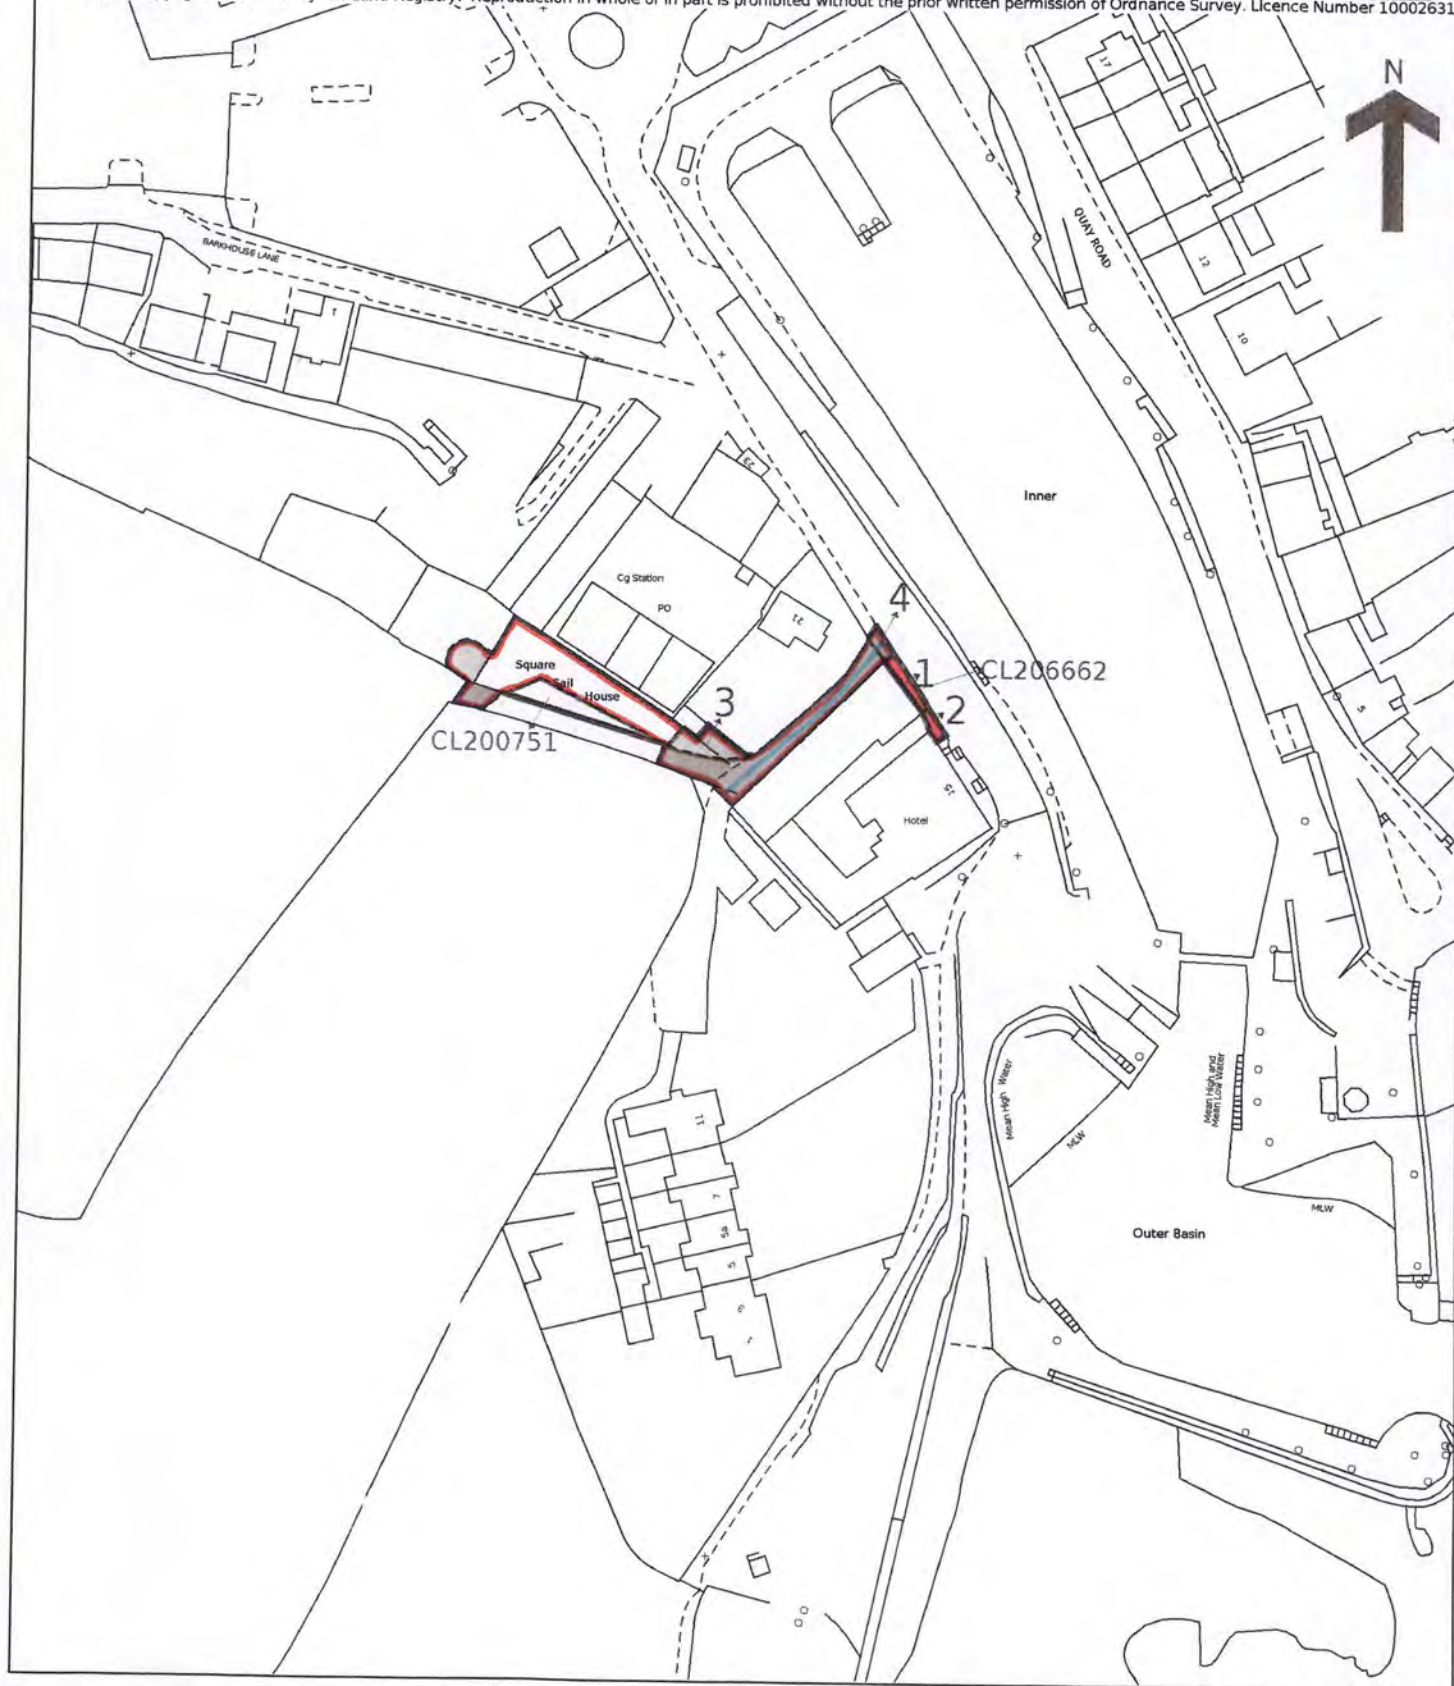 Reproduction in whole or in part is prohibited without the prior written permission of Ordnance Survey. Licence Number 10002631
N
17
QUAY ROAD
12
BARKHOUSE LANE
1
10
23
Inner
Cg Station
PO
21
4
Square
Sail
House
1
CL206662
3
2
CL200751
5
15
Hotel
Mean High Water
Mean High and
Mean Low Water
MLW
11
7
MLW
5a
Outer Basin
5